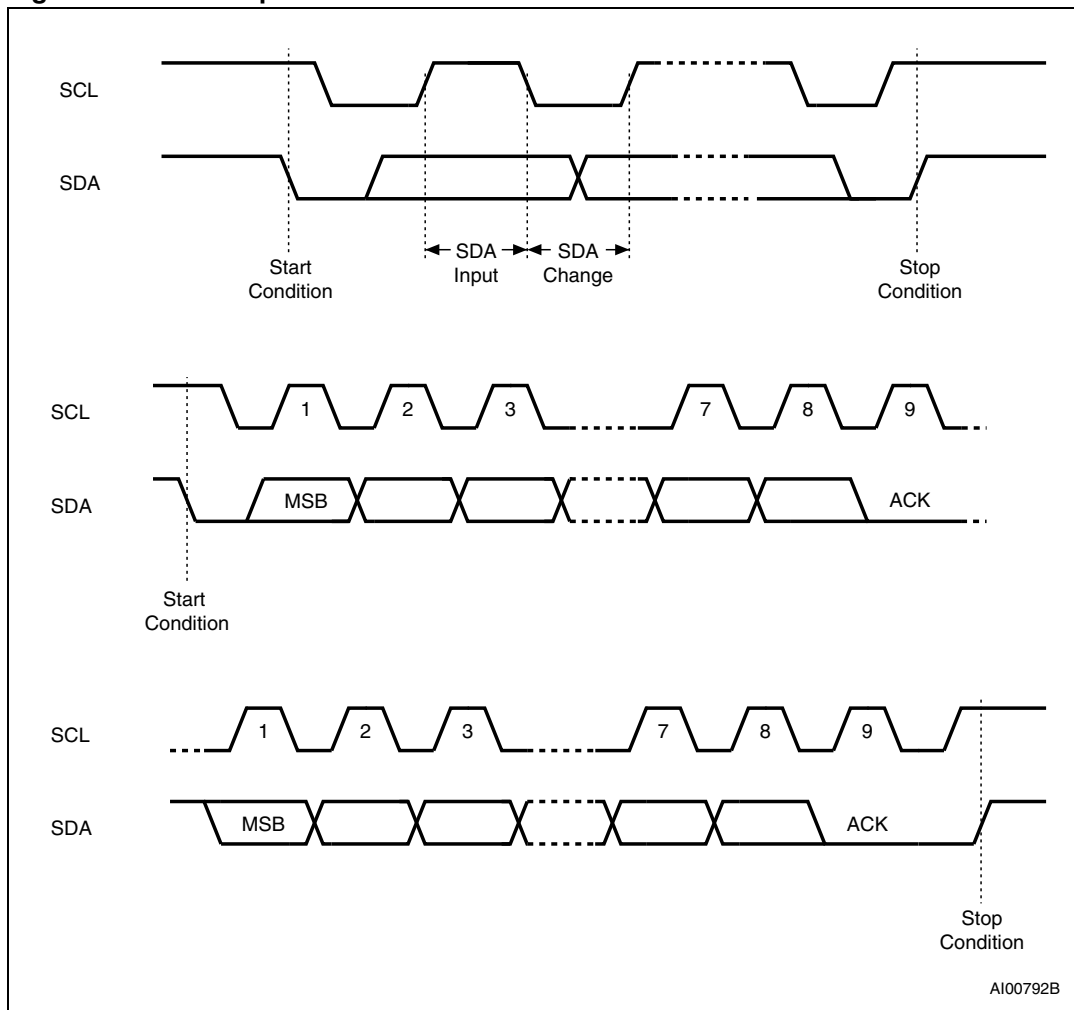 SCL
SDA
SDA Input
SDA Change
Start Condition
Stop Condition
SCL
1 2 3 7 8 9
SDA
MSB ACK
Start Condition
SCL
1 2 3 7 8 9
SDA
MSB ACK
Stop Condition
AI00792B